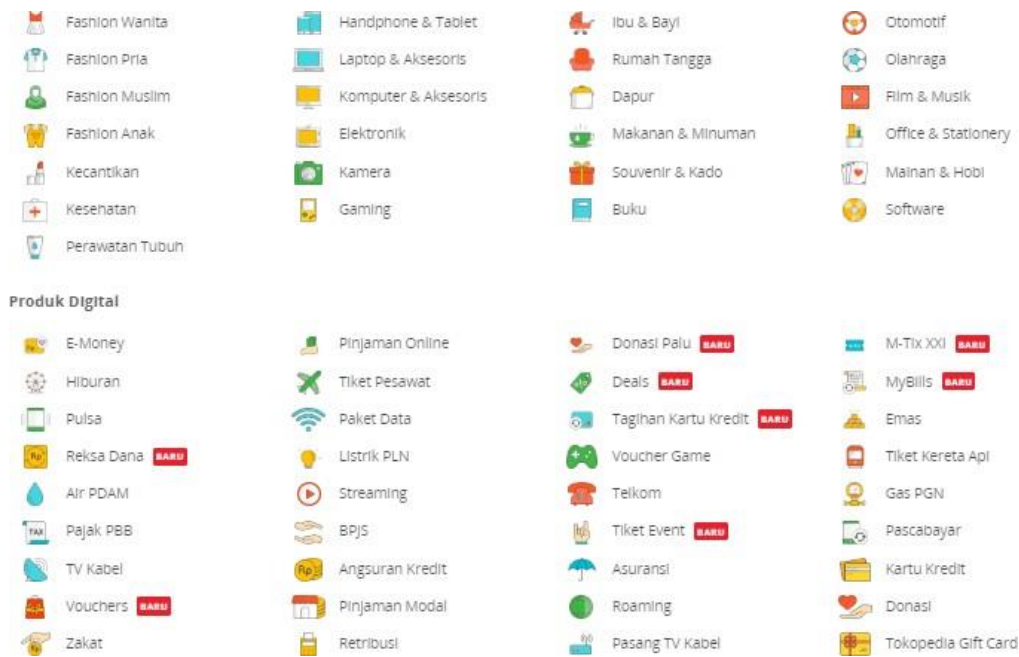 Fashion Wanita
Handphone & Tablet
Ibu & Bayi
Otomotif
Fashion Pria
Laptop & Aksesoris
Rumah Tangga
Olahraga
Fashion Muslim
Komputer & Aksesoris
Dapur
Film & Musik
Fashion Anak
Elektronik
Makanan & Minuman
Office & Stationery
Kecantikan
Kamera
Souvenir & Kado
Mainan & Hobi
Kesehatan
Gaming
Buku
Software
Perawatan Tubuh
Produk Digital
E-Money
Pinjaman Online
Donasi Palu BARU
M-Tix XXI BARU
Hiburan
Tiket Pesawat
Deals BARU
MyBills BARU
Pulsa
Paket Data
Tagihan Kartu Kredit BARU
Emas
Reksa Dana BARU
Listrik PLN
Voucher Game
Tiket Kereta Api
Air PDAM
Streaming
Telkom
Gas PGN
TAX
Pajak PBB
BPJS
Tiket Event BARU
Pascabayar
TV Kabel
Rp
Angsuran Kredit
Asuransi
Kartu Kredit
Vouchers BARU
Pinjaman Modal
Roaming
Donasi
Zakat
Retribusi
Pasang TV Kabel
Tokopedia Gift Card